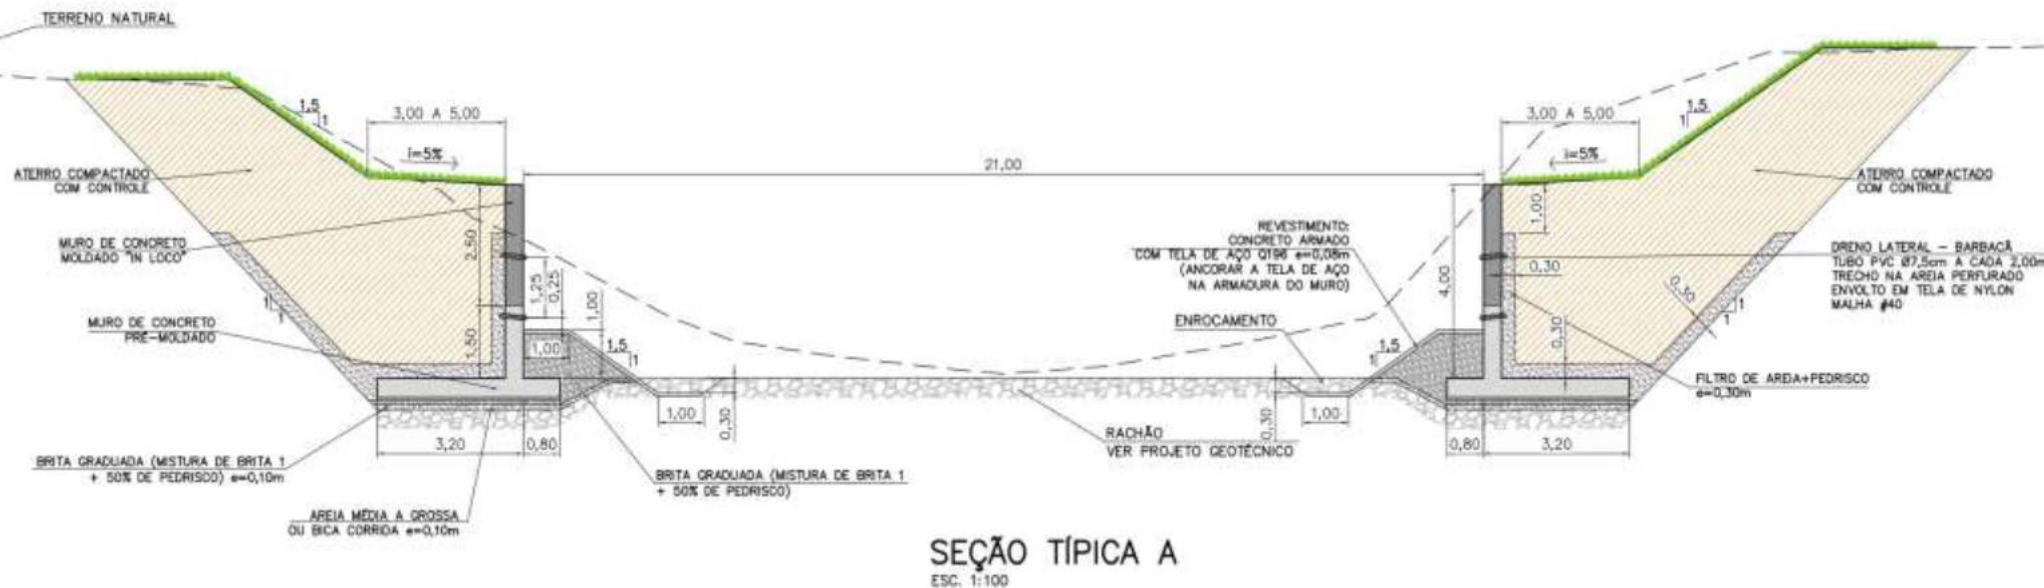 TERRENO NATURAL
1,5
1
3,00 A 5,00
i=5%
21,00
3,00 A 5,00
i=5%
1,5
1
ATERRO COMPACTADO
COM CONTROLE
ATERRO COMPACTADO
COM CONTROLE
MURO DE CONCRETO
MOLDADO "IN LOCO"
2,50
1,25
0,25
1,00
REVESTIMENTO:
CONCRETO ARMADO
COM TELA DE AÇO Q196 e=0,08m
(ANCORAR A TELA DE AÇO
NA ARMADURA DO MURO)
4,00
1,00
0,30
DRENO LATERAL - BARBACÃ
TUBO PVC Ø7,5cm A CADA 2,00m
TRECHO NA AREIA PERFURADO
ENVOLTO EM TELA DE NYLON
MALHA #40
1
1
0,30
1
1
MURO DE CONCRETO
PRÉ-MOLDADO
1,50
1,00
1,5
1
ENROCAMENTO
1,5
1
0,30
FILTRO DE AREIA+PEDRISCO
e=0,30m
1,00
0,30
0,30
1,00
3,20
0,80
RACHÃO
VER PROJETO GEOTÉCNICO
0,80
3,20
BRITA GRADUADA (MISTURA DE BRITA 1
+ 50% DE PEDRISCO) e=0,10m
BRITA GRADUADA (MISTURA DE BRITA 1
+ 50% DE PEDRISCO)
AREIA MÉDIA A GROSSA
OU BICA CORRIDA e=0,10m
SEÇÃO TÍPICA A
ESC. 1:100